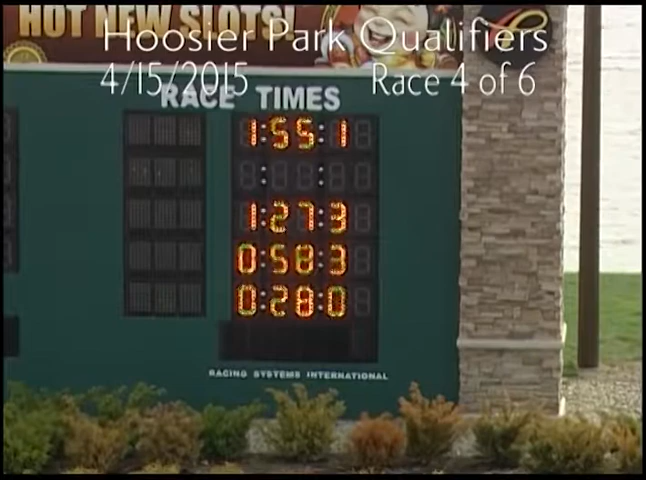 HOT NEW SLOTS!
Hoosier Park Qualifiers
4/15/2015 Race 4 of 6
RACE TIMES
1:55:1
: :
1:27:3
0:58:3
0:28:0
RACING SYSTEMS INTERNATIONAL